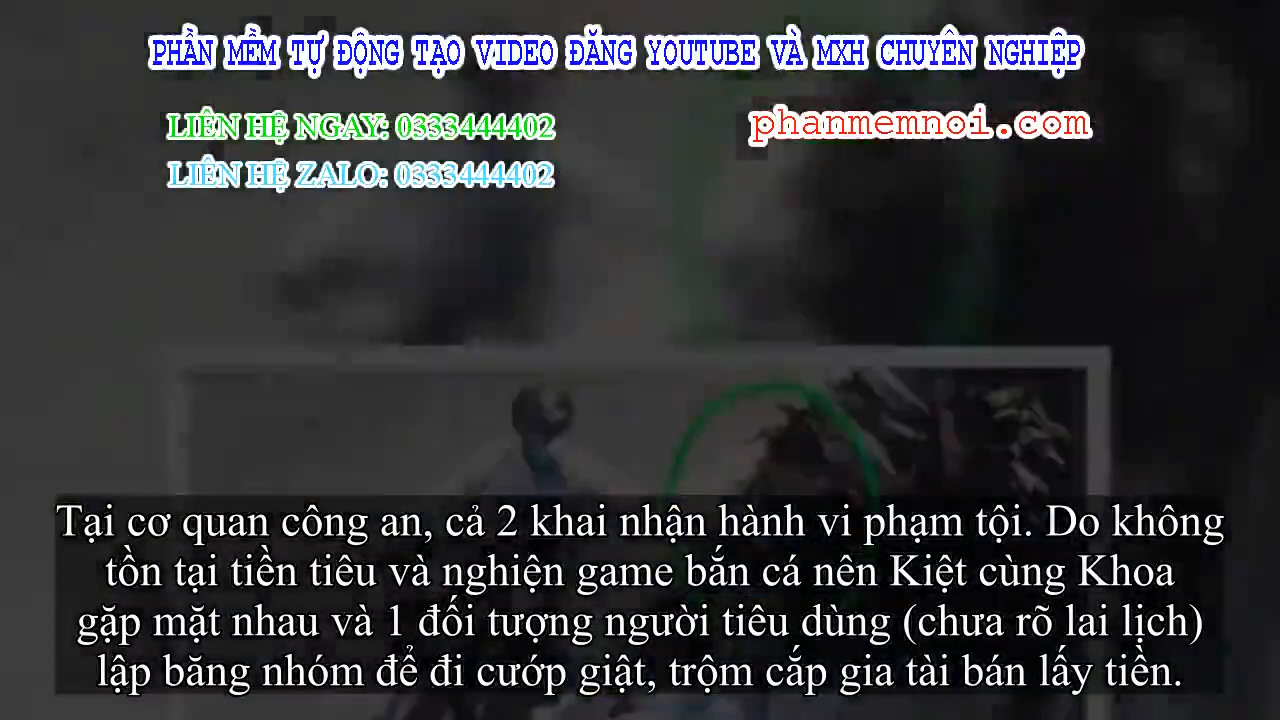 PHẦN MỀM TỰ ĐỘNG TẠO VIDEO ĐĂNG YOUTUBE VÀ MXH CHUYÊN NGHIỆP
LIÊN HỆ NGAY: 0333444402
phanmemnoi.com
LIÊN HỆ ZALO: 0333444402
Tại cơ quan công an, cả 2 khai nhận hành vi phạm tội. Do không
tồn tại tiền tiêu và nghiện game bắn cá nên Kiệt cùng Khoa
gặp mặt nhau và 1 đối tượng người tiêu dùng (chưa rõ lai lịch)
lập băng nhóm để đi cướp giật, trộm cắp gia tài bán lấy tiền.